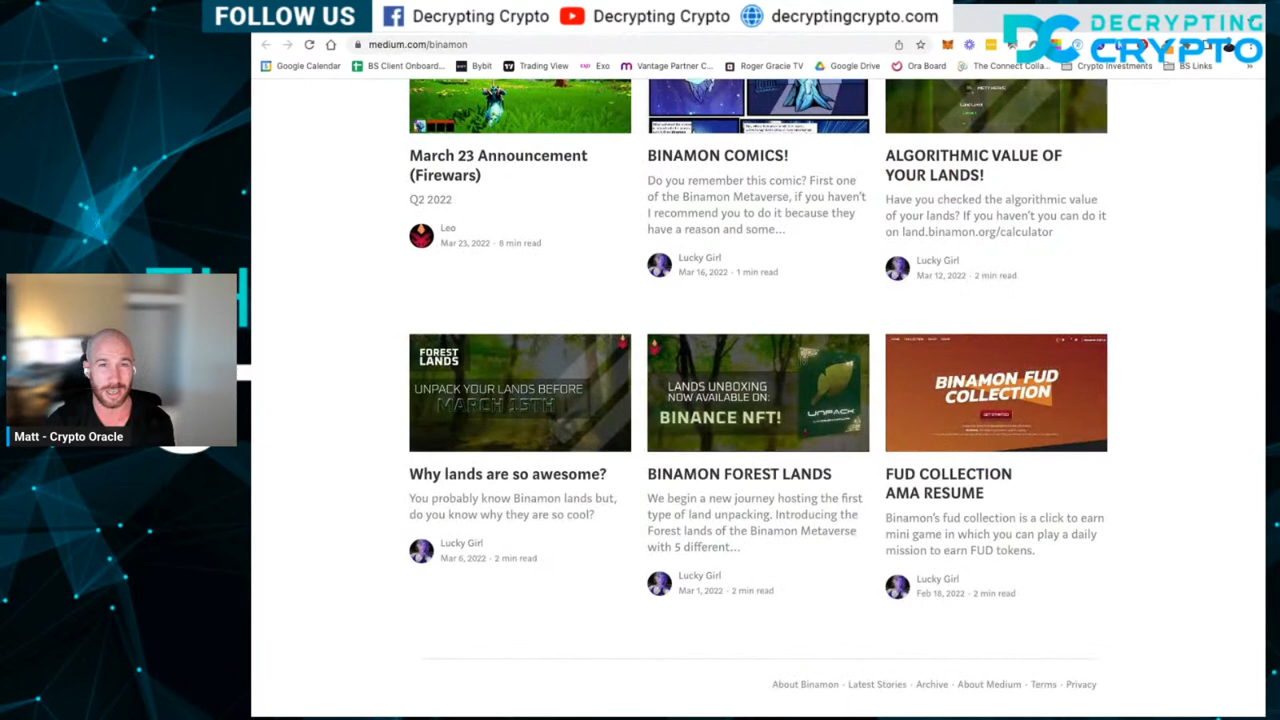 FOLLOW US
Decrypting Crypto
Decrypting Crypto
decryptingcrypto.com
DC DECRYPTING
CRYPTO
medium.com/binamon
Google Calendar
BS Client Onboard...
Bybit
Trading View
Exo
Vantage Partner C...
Roger Gracie TV
Google Drive
Ora Board
The Connect Colla...
Crypto Investments
BS Links
»
March 23 Announcement
(Firewars)
Q2 2022
Leo
Mar 23, 2022 · 8 min read
BINAMON COMICS!
Do you remember this comic? First one
of the Binamon Metaverse, if you haven't
I recommend you to do it because they
have a reason and some...
Lucky Girl
Mar 16, 2022 · 1 min read
ALGORITHMIC VALUE OF
YOUR LANDS!
Have you checked the algorithmic value
of your lands? If you haven't you can do it
on land.binamon.org/calculator
Lucky Girl
Mar 12, 2022 · 2 min read
FOREST
LANDS
UNPACK YOUR LANDS BEFORE
MARCH 15TH
Why lands are so awesome?
You probably know Binamon lands but,
do you know why they are so cool?
Lucky Girl
Mar 6, 2022 · 2 min read
LANDS UNBOXING
NOW AVAILABLE ON:
BINANCE NFT!
UNPACK
BINAMON FOREST LANDS
We begin a new journey hosting the first
type of land unpacking. Introducing the
Forest lands of the Binamon Metaverse
with 5 different...
Lucky Girl
Mar 1, 2022 · 2 min read
BINAMON FUD
COLLECTION
GET STARTED
FUD COLLECTION
AMA RESUME
Binamon's fud collection is a click to earn
mini game in which you can play a daily
mission to earn FUD tokens.
Lucky Girl
Feb 18, 2022 · 2 min read
Matt - Crypto Oracle
About Binamon · Latest Stories · Archive · About Medium · Terms · Privacy